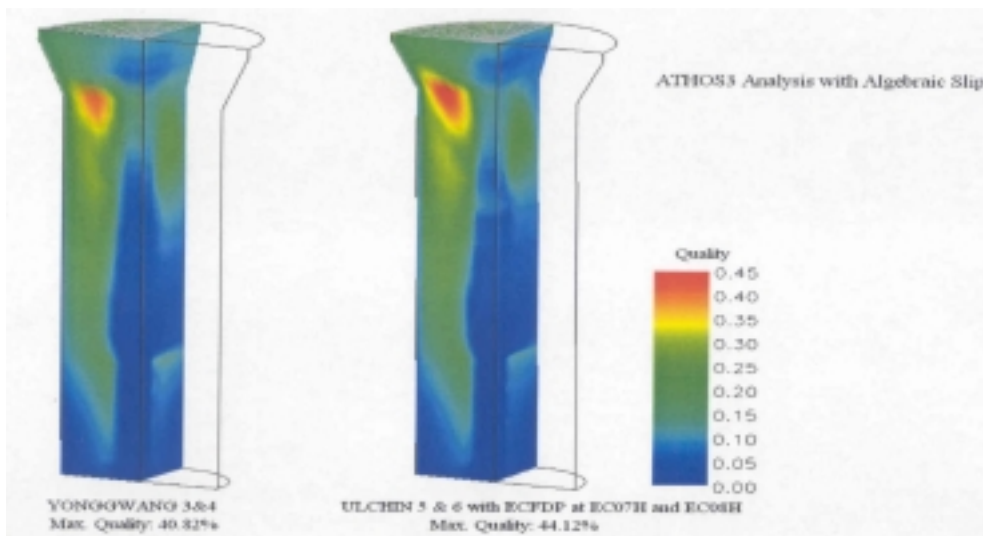 ATHOS3 Analysis with Algebraic Slip
Quality
0.45
0.40
0.35
0.30
0.25
0.20
0.15
0.10
0.05
0.00
YONGGWANG 3&4
Max. Quality: 40.82%
ULCHIN 5 & 6 with ECFDP at EC07H and EC08H
Max. Quality: 44.12%